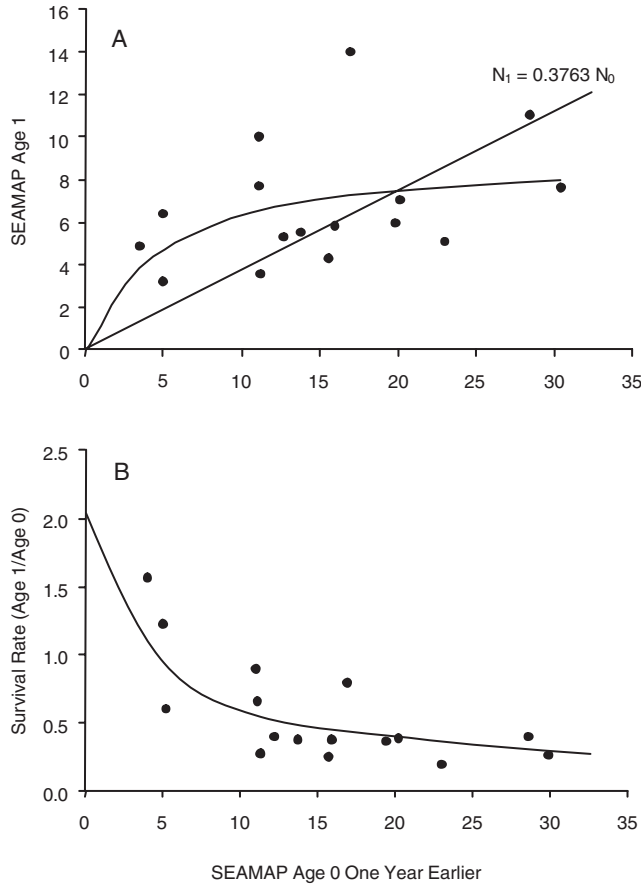 16
A
14
N₁ = 0.3763 N₀
12
10
8
6
4
2
0
SEAMAP Age 1
0 5 10 15 20 25 30 35
2.5
B
2.0
1.5
1.0
0.5
0.0
Survival Rate (Age 1/Age 0)
0 5 10 15 20 25 30 35
SEAMAP Age 0 One Year Earlier